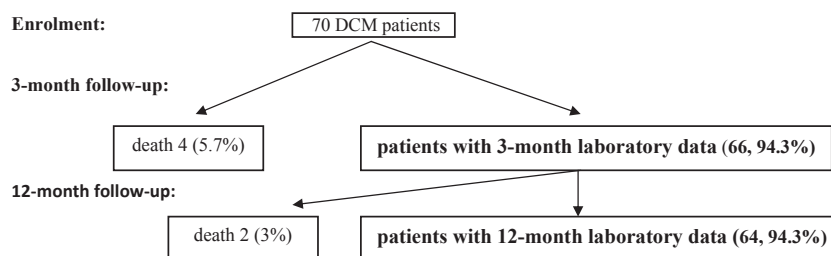 Enrolment:
70 DCM patients
3-month follow-up:
death 4 (5.7%)
patients with 3-month laboratory data (66, 94.3%)
12-month follow-up:
death 2 (3%)
patients with 12-month laboratory data (64, 94.3%)